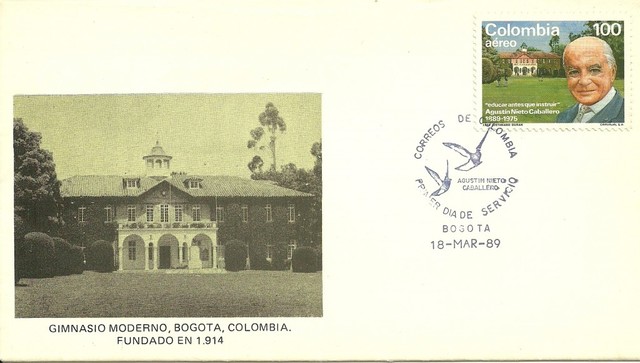 Colombia 100
aéreo
"educar antes que instruir"
Agustín Nieto Caballero
1889-1975
CORREOS DE COLOMBIA
AGUSTIN NIETO
CABALLERO
PRIMER DIA DE SERVICIO
BOGOTA
18-MAR-89
GIMNASIO MODERNO, BOGOTA, COLOMBIA.
FUNDADO EN 1.914